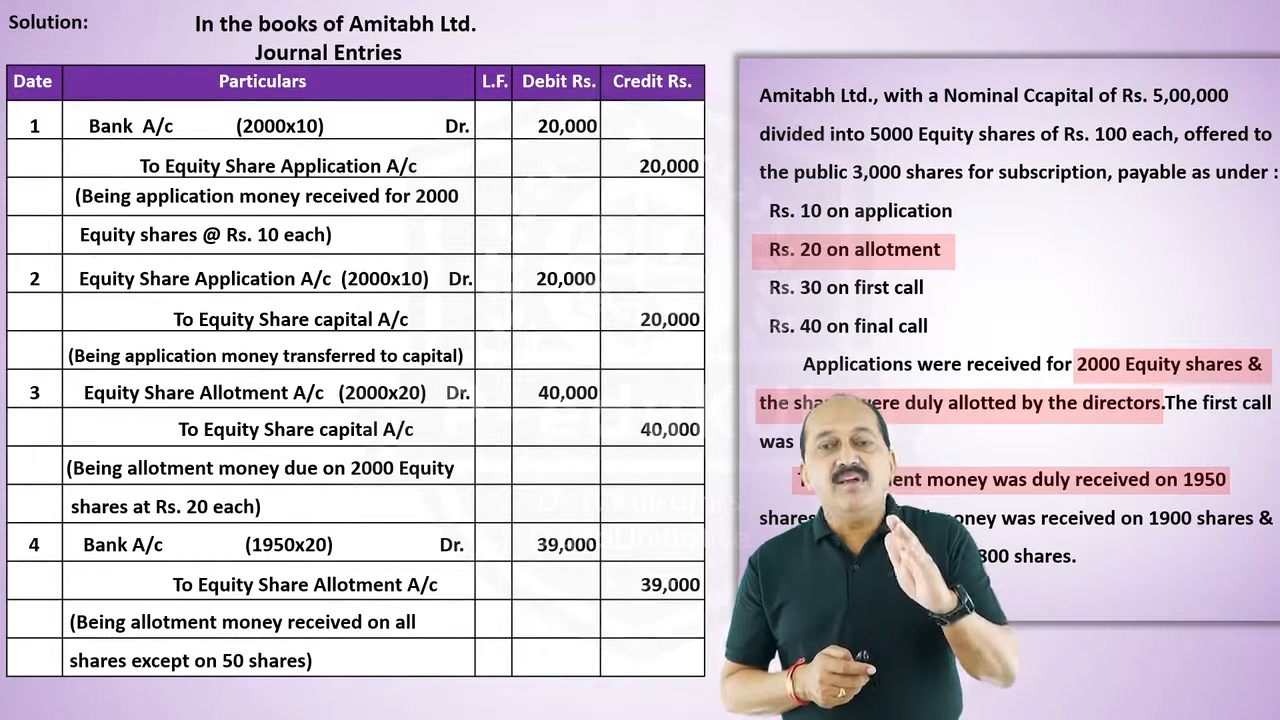 Solution:
In the books of Amitabh Ltd.
Journal Entries
Date Particulars L.F. Debit Rs. Credit Rs.
1 Bank A/c (2000x10) Dr. 20,000
To Equity Share Application A/c 20,000
(Being application money received for 2000
Equity shares @ Rs. 10 each)
2 Equity Share Application A/c (2000x10) Dr. 20,000
To Equity Share capital A/c 20,000
(Being application money transferred to capital)
3 Equity Share Allotment A/c (2000x20) Dr. 40,000
To Equity Share capital A/c 40,000
(Being allotment money due on 2000 Equity
shares at Rs. 20 each)
4 Bank A/c (1950x20) Dr. 39,000
To Equity Share Allotment A/c 39,000
(Being allotment money received on all
shares except on 50 shares)
Amitabh Ltd., with a Nominal Ccapital of Rs. 5,00,000
divided into 5000 Equity shares of Rs. 100 each, offered to
the public 3,000 shares for subscription, payable as under :
Rs. 10 on application
Rs. 20 on allotment
Rs. 30 on first call
Rs. 40 on final call
Applications were received for 2000 Equity shares &
the were duly allotted by the directors.The first call
was
money was duly received on 1950
shares money was received on 1900 shares &
shares.